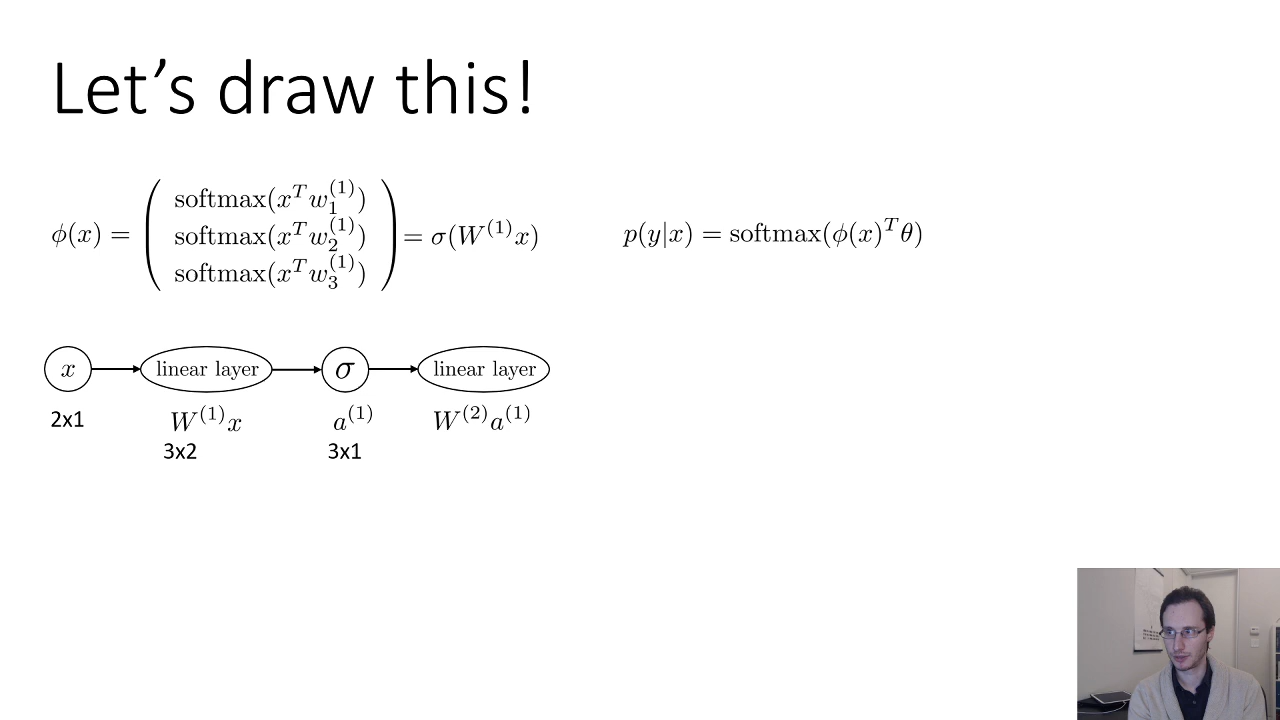 Let's draw this!
softmax(x^T w_1^{(1)})
φ(x) = softmax(x^T w_2^{(1)}) = σ(W^{(1)}x) p(y|x) = softmax(φ(x)^T θ)
softmax(x^T w_3^{(1)})
x linear layer σ linear layer
2x1 W^{(1)}x a^{(1)} W^{(2)}a^{(1)}
3x2 3x1